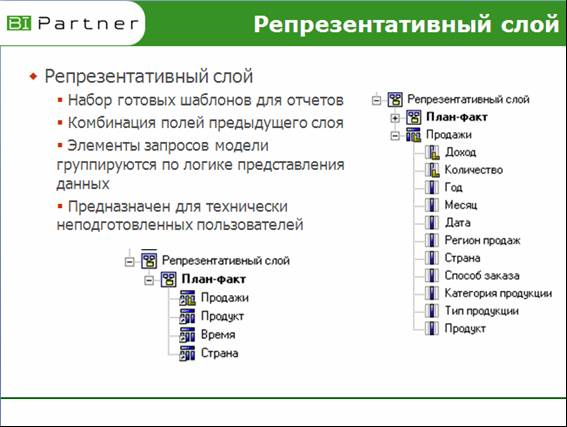 BI Partner
Репрезентативный слой
Репрезентативный слой
Набор готовых шаблонов для отчетов
Комбинация полей предыдущего слоя
Элементы запросов модели
группируются по логике представления
данных
Предназначен для технически
неподготовленных пользователей
Репрезентативный слой
План-факт
Продажи
Продукт
Время
Страна
Репрезентативный слой
План-факт
Продажи
Доход
Количество
Год
Месяц
Дата
Регион продаж
Страна
Способ заказа
Категория продукции
Тип продукции
Продукт